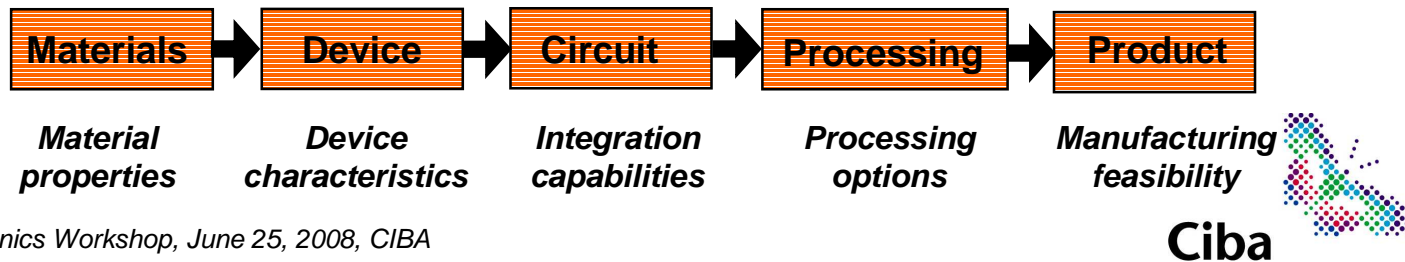 Materials
Device
Circuit
Processing
Product
Material
properties
Device
characteristics
Integration
capabilities
Processing
options
Manufacturing
feasibility
nics Workshop, June 25, 2008, CIBA
Ciba